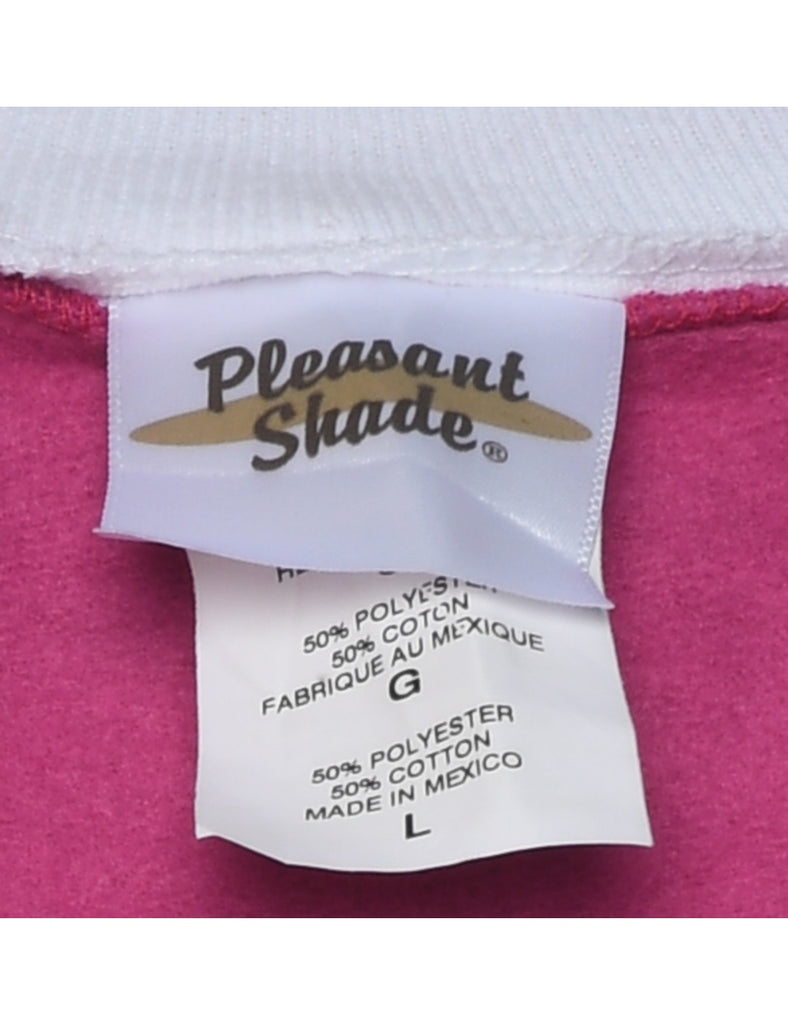 Pleasant
Shade®
50% POLYESTER
50% COTON
FABRIQUE AU MEXIQUE
G
50% POLYESTER
50% COTTON
MADE IN MEXICO
L